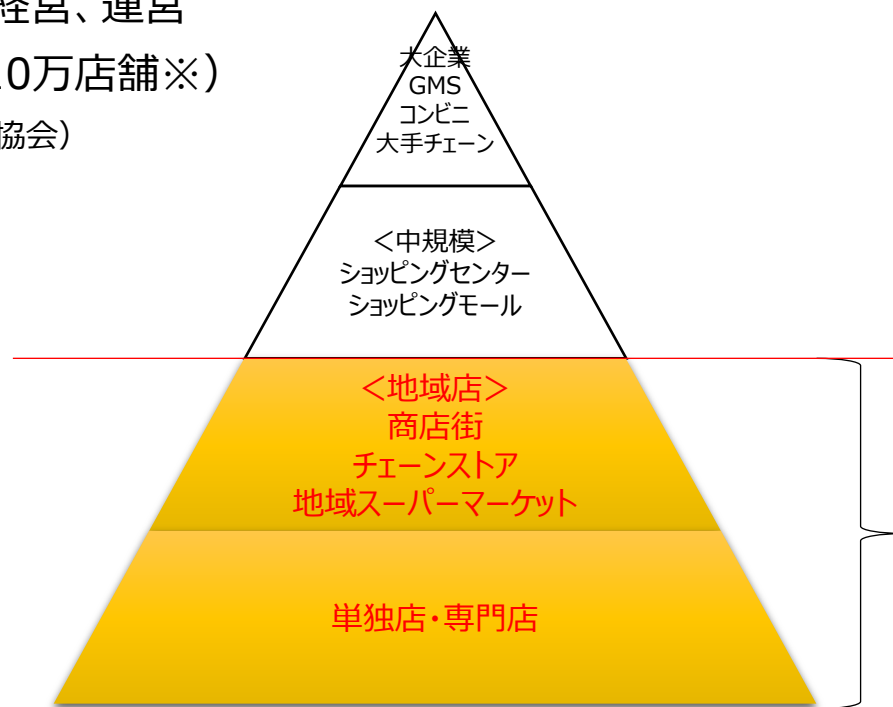 経営、運営
0万店舗※）
協会）
大企業
GMS
コンビニ
大手チェーン
＜中規模＞
ショッピングセンター
ショッピングモール
＜地域店＞
商店街
チェーンストア
地域スーパーマーケット
単独店・専門店